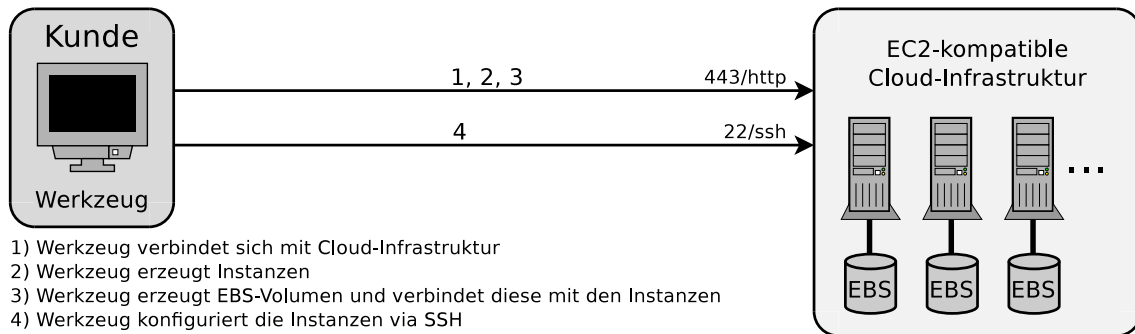 Kunde
Werkzeug
1, 2, 3
443/http
4
22/ssh
EC2-kompatible
Cloud-Infrastruktur
...
EBS
EBS
EBS
1) Werkzeug verbindet sich mit Cloud-Infrastruktur
2) Werkzeug erzeugt Instanzen
3) Werkzeug erzeugt EBS-Volumen und verbindet diese mit den Instanzen
4) Werkzeug konfiguriert die Instanzen via SSH